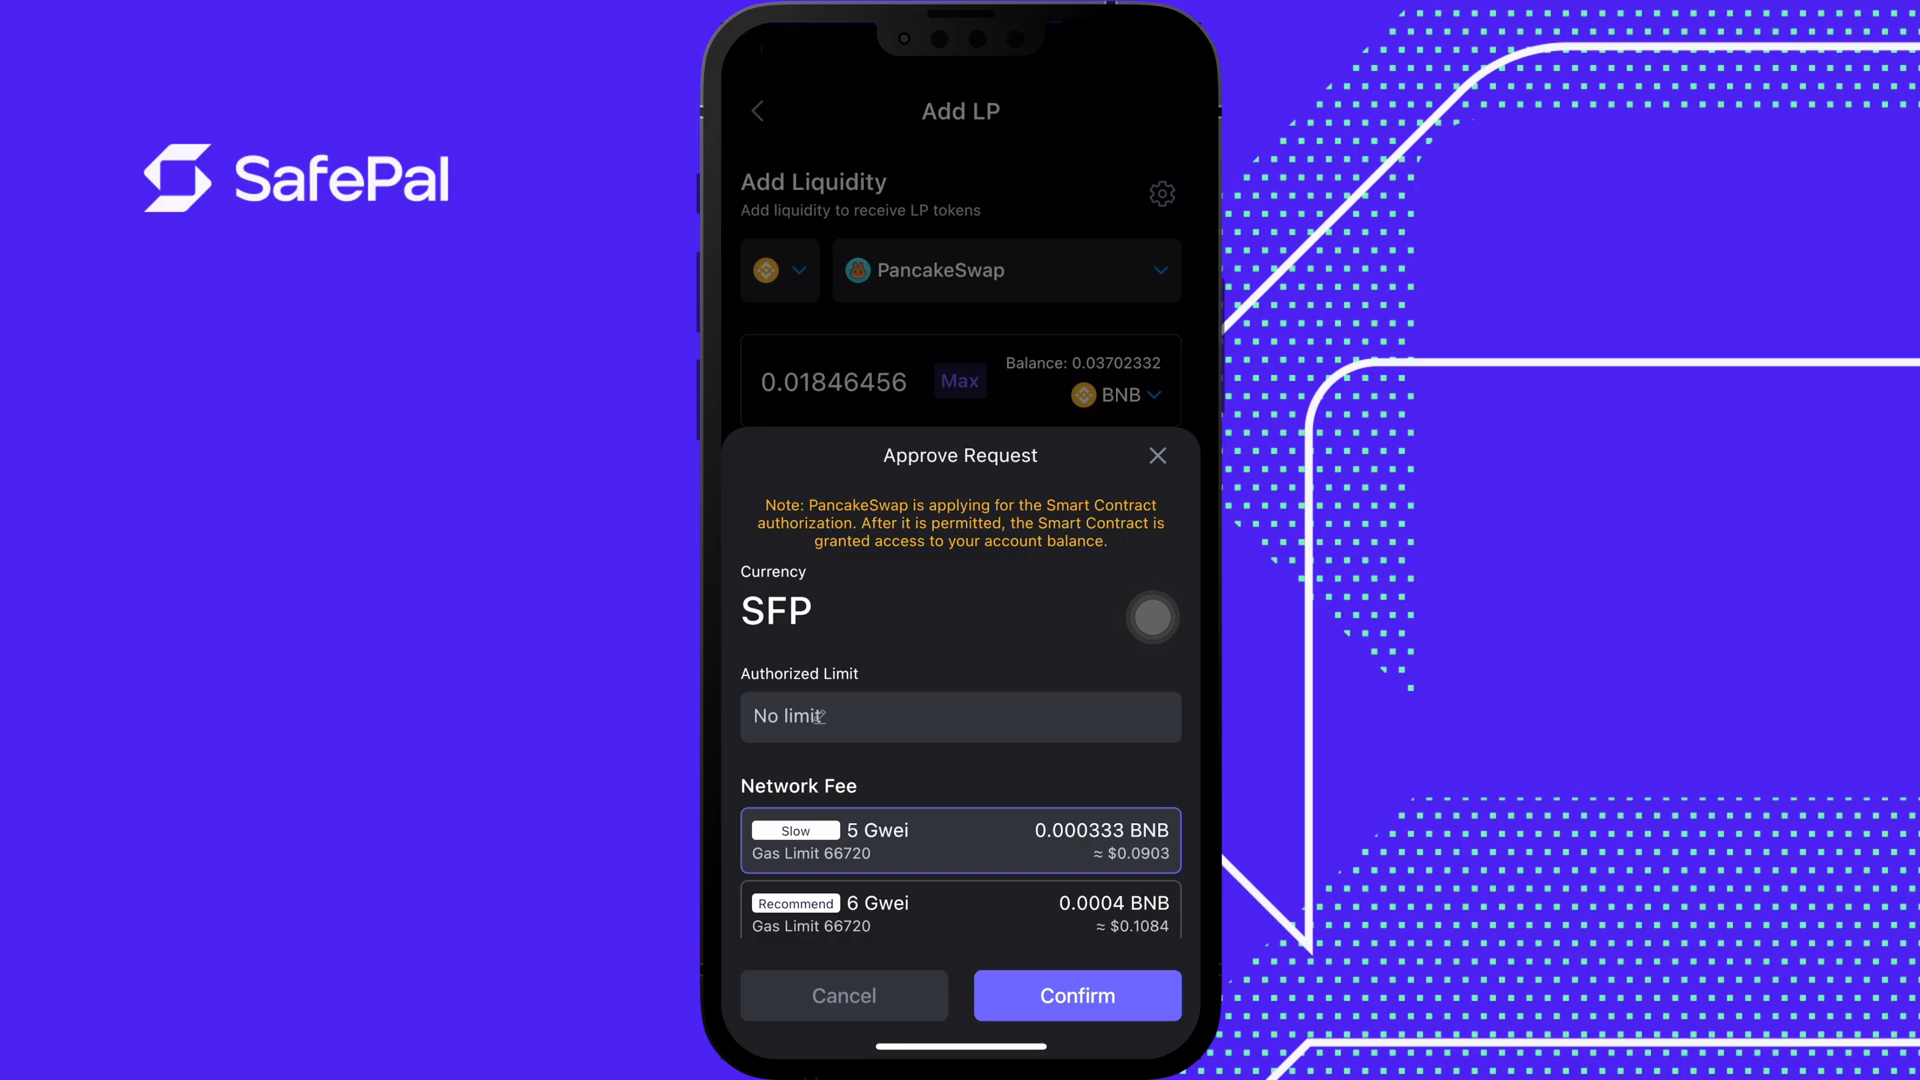 SafePal
Add LP
Add Liquidity
Add liquidity to receive LP tokens
PancakeSwap
0.01846456
Max
Balance: 0.03702332
BNB
Approve Request
Note: PancakeSwap is applying for the Smart Contract
authorization. After it is permitted, the Smart Contract is
granted access to your account balance.
Currency
SFP
Authorized Limit
No limit
Network Fee
Slow 5 Gwei 0.000333 BNB
Gas Limit 66720 ≈ $0.0903
Recommend 6 Gwei 0.0004 BNB
Gas Limit 66720 ≈ $0.1084
Cancel Confirm